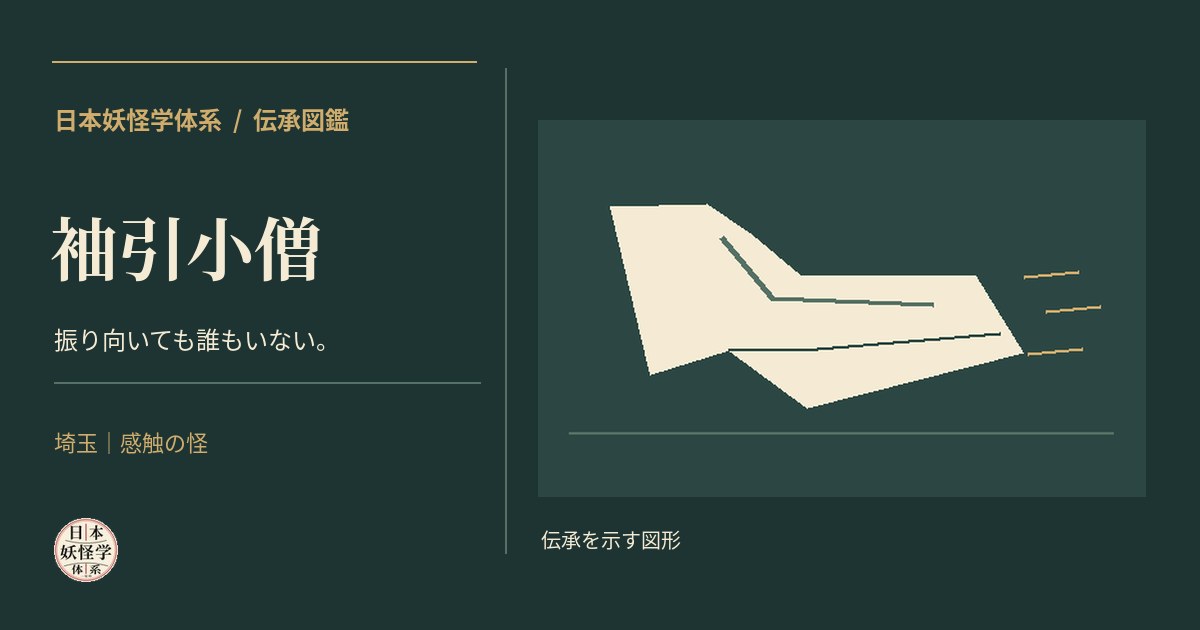 日本妖怪学体系 / 伝承図鑑
袖引小僧
振り向いても誰もいない。
埼玉｜感触の怪
日本
妖怪学
体系
伝承を示す図形